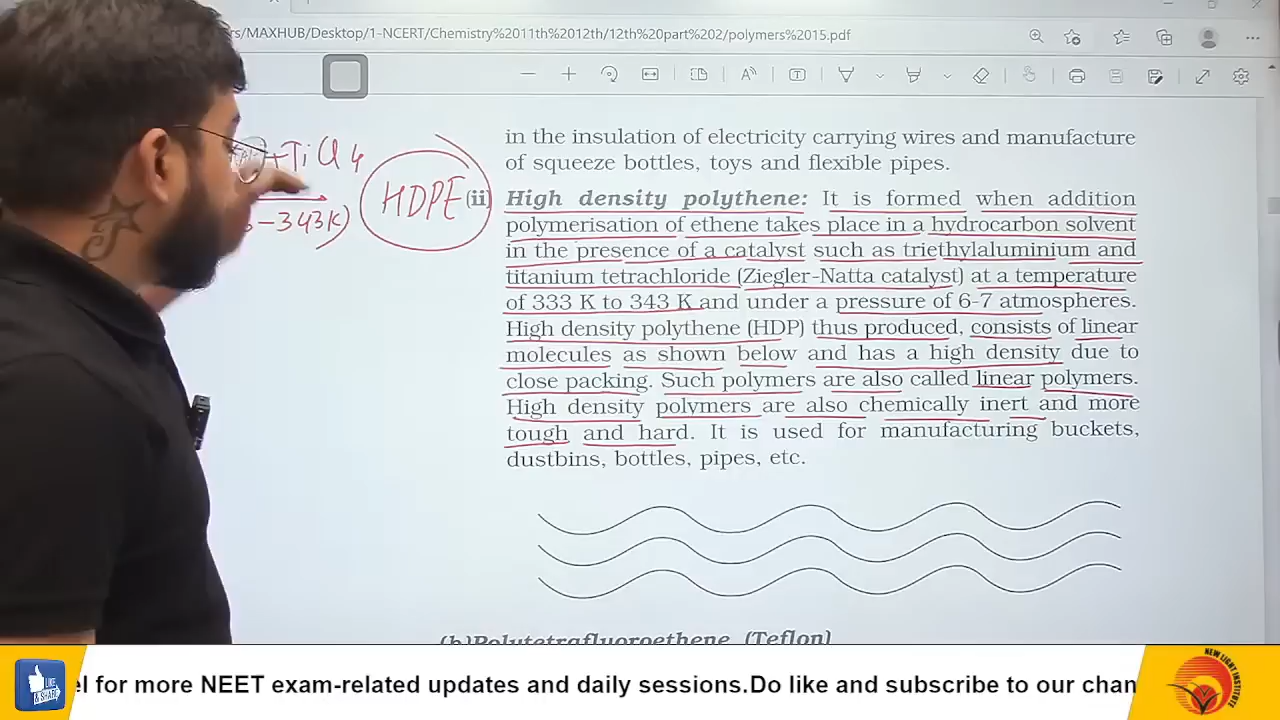 rs/MAXHUB/Desktop/1-NCERT/Chemistry%2011th%2012th/12th%20part%202/polymers%2015.pdf
in the insulation of electricity carrying wires and manufacture
of squeeze bottles, toys and flexible pipes.
+TiCl4
-343K)
HDPE
(ii) High density polythene: It is formed when addition
polymerisation of ethene takes place in a hydrocarbon solvent
in the presence of a catalyst such as triethylaluminium and
titanium tetrachloride (Ziegler-Natta catalyst) at a temperature
of 333 K to 343 K and under a pressure of 6-7 atmospheres.
High density polythene (HDP) thus produced, consists of linear
molecules as shown below and has a high density due to
close packing. Such polymers are also called linear polymers.
High density polymers are also chemically inert and more
tough and hard. It is used for manufacturing buckets,
dustbins, bottles, pipes, etc.
(b)Polytetrafluoroethene (Teflon)
LIKE
& SHARE
el for more NEET exam-related updates and daily sessions.Do like and subscribe to our chan
NEW LIGHT INSTITUTE